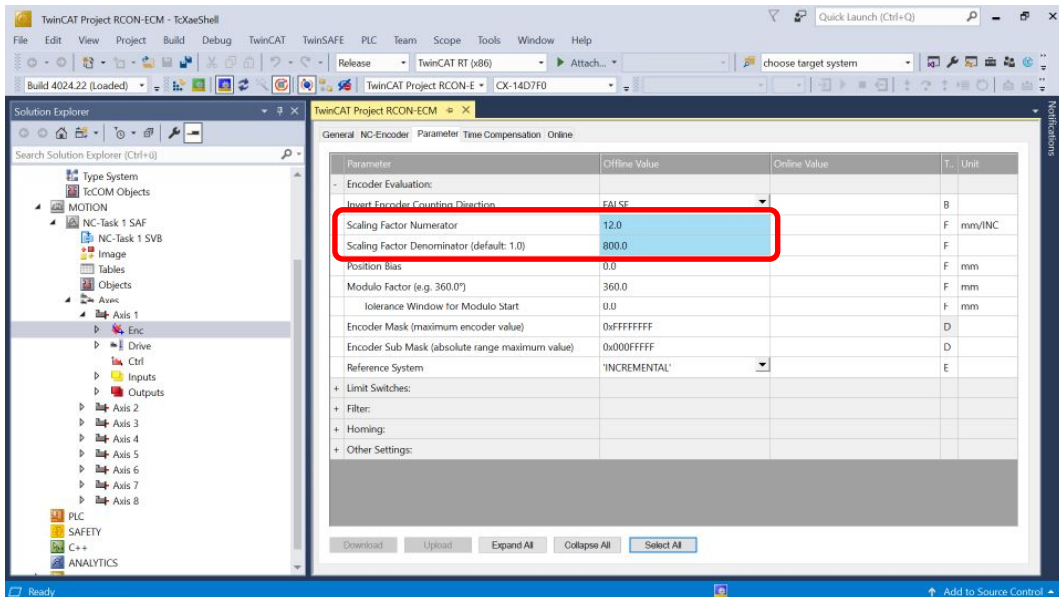 TwinCAT Project RCON-ECM - TcXaeShell
Quick Launch (Ctrl+Q)
File Edit View Project Build Debug TwinCAT TwinSAFE PLC Team Scope Tools Window Help
Release TwinCAT RT (x86) Attach... choose target system
Build 4024.22 (Loaded) TwinCAT Project RCON-E CX-14D7F0
Solution Explorer
Search Solution Explorer (Ctrl+ü)
Type System
TcCOM Objects
MOTION
NC-Task 1 SAF
NC-Task 1 SVB
Image
Tables
Objects
Axes
Axis 1
Enc
Drive
Ctrl
Inputs
Outputs
Axis 2
Axis 3
Axis 4
Axis 5
Axis 6
Axis 7
Axis 8
PLC
SAFETY
C++
ANALYTICS
TwinCAT Project RCON-ECM
General NC-Encoder Parameter Time Compensation Online
Parameter Offline Value Online Value T.. Unit
- Encoder Evaluation:
Invert Encoder Counting Direction FALSE B
Scaling Factor Numerator 12.0 F mm/INC
Scaling Factor Denominator (default: 1.0) 800.0 F
Position Bias 0.0 F mm
Modulo Factor (e.g. 360.0°) 360.0 F mm
Tolerance Window for Modulo Start 0.0 F mm
Encoder Mask (maximum encoder value) 0xFFFFFFFF D
Encoder Sub Mask (absolute range maximum value) 0x000FFFFF D
Reference System 'INCREMENTAL' E
+ Limit Switches:
+ Filter:
+ Homing:
+ Other Settings:
Download Upload Expand All Collapse All Select All
Notifications
Ready Add to Source Control